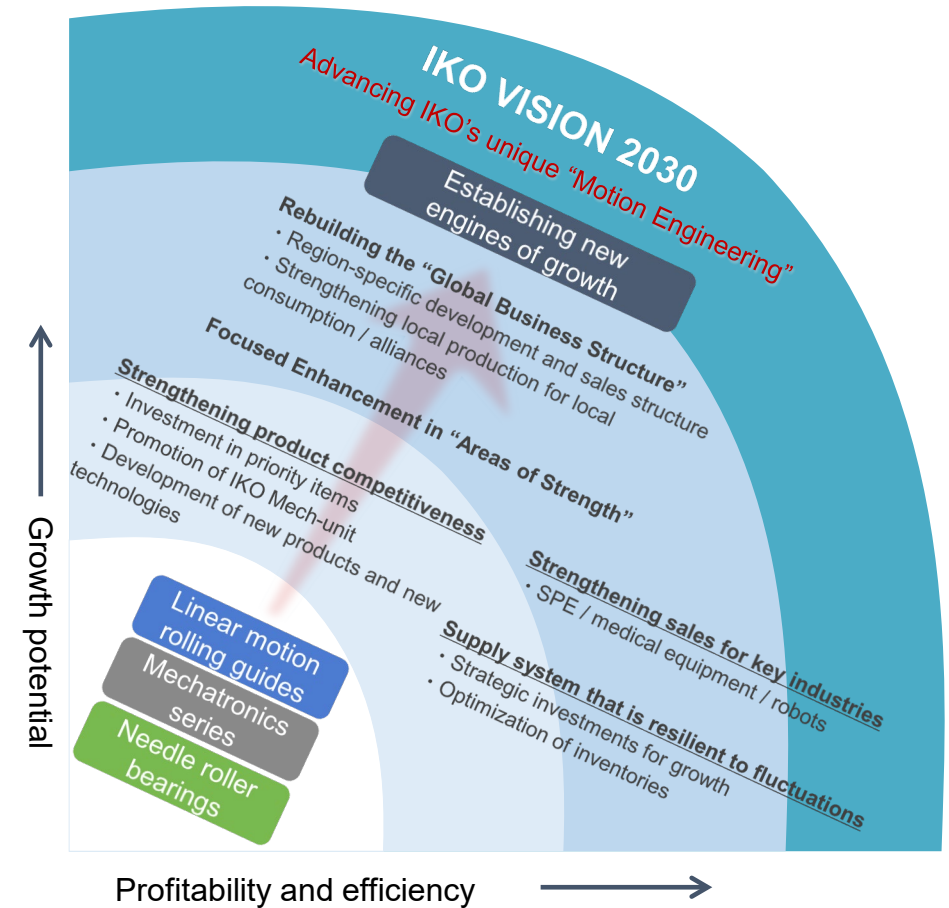 IKO VISION 2030
Advancing IKO's unique “Motion Engineering”
Establishing new
engines of growth
Rebuilding the “Global Business Structure”
・Region-specific development and sales structure
・Strengthening local production for local
consumption / alliances
Focused Enhancement in “Areas of Strength”
Strengthening product competitiveness
・Investment in priority items
・Promotion of IKO Mech-unit
・Development of new products and new
technologies
Strengthening sales for key industries
・SPE / medical equipment / robots
Supply system that is resilient to fluctuations
・Strategic investments for growth
・Optimization of inventories
Linear motion
rolling guides
Mechatronics
series
Needle roller
bearings
Growth potential
Profitability and efficiency